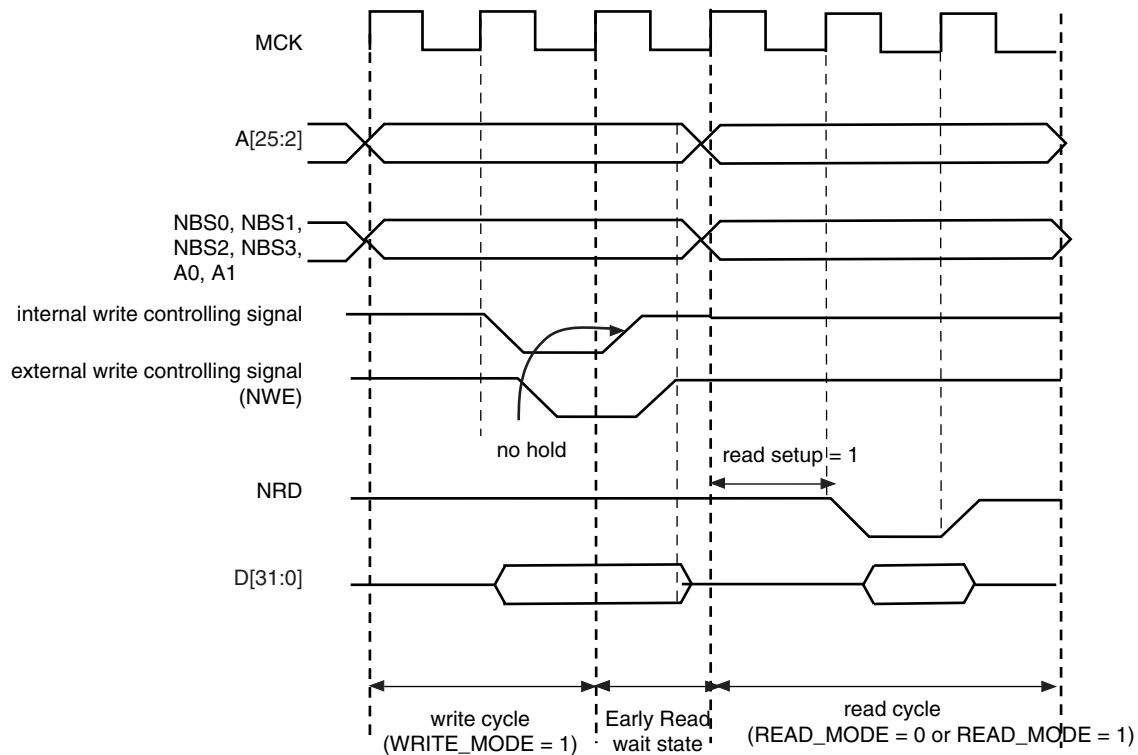 MCK
A[25:2]
NBS0, NBS1,
NBS2, NBS3,
A0, A1
internal write controlling signal
external write controlling signal
(NWE)
no hold
read setup = 1
NRD
D[31:0]
write cycle
(WRITE_MODE = 1)
Early Read
wait state
read cycle
(READ_MODE = 0 or READ_MODE = 1)